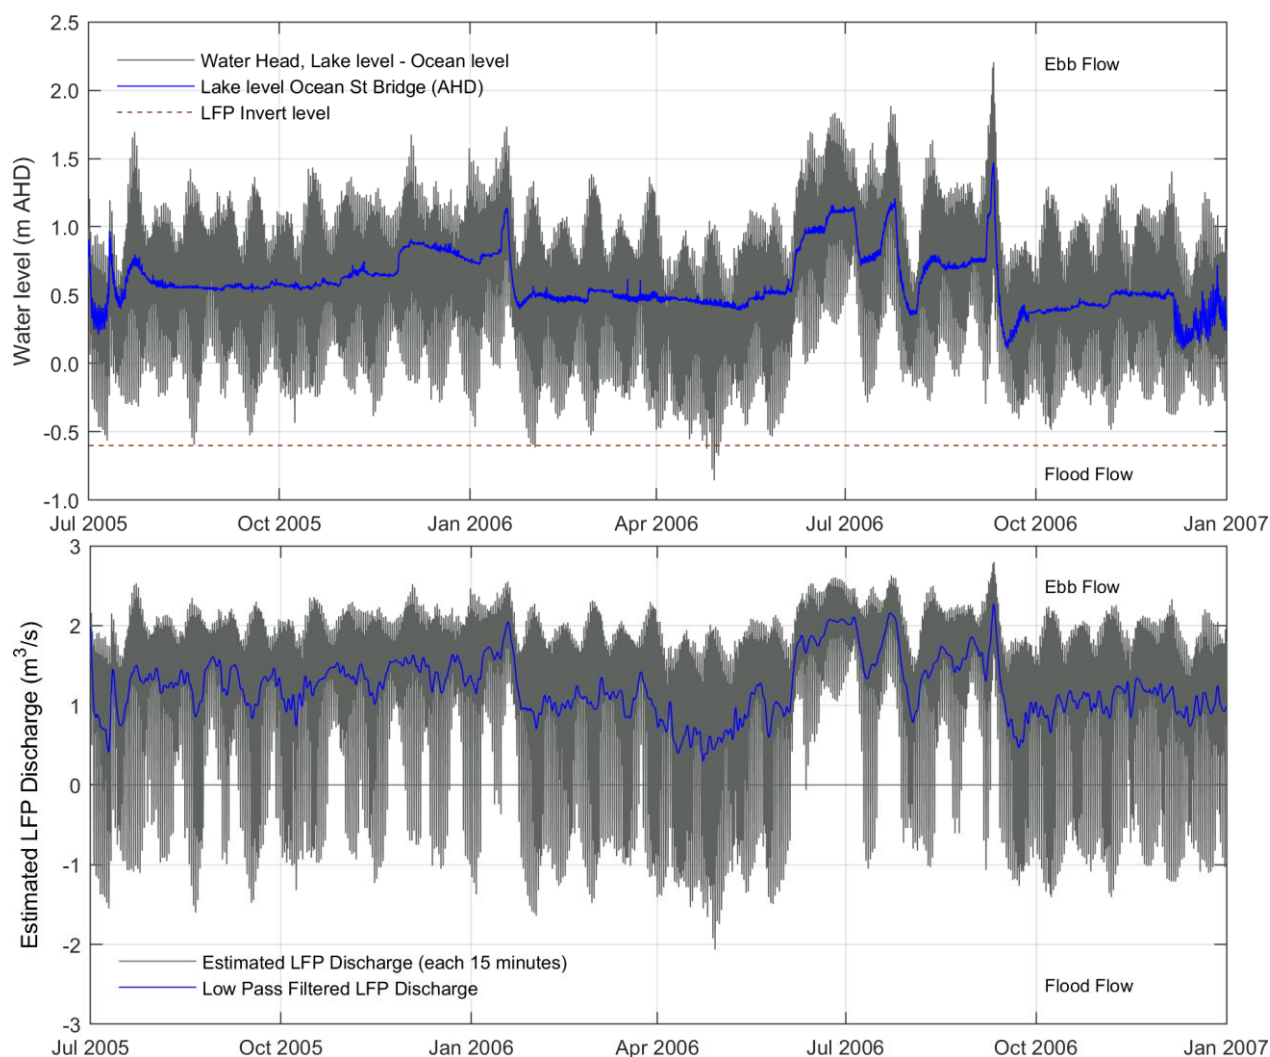 2.5
Water Head, Lake level - Ocean level
Ebb Flow
Lake level Ocean St Bridge (AHD)
2.0
LFP Invert level
1.5
1.0
0.5
0.0
-0.5
-1.0
Water level (m AHD)
Flood Flow
Jul 2005 Oct 2005 Jan 2006 Apr 2006 Jul 2006 Oct 2006 Jan 2007
3
Ebb Flow
2
1
0
-1
-2
-3
Estimated LFP Discharge (m³/s)
Estimated LFP Discharge (each 15 minutes)
Low Pass Filtered LFP Discharge
Flood Flow
Jul 2005 Oct 2005 Jan 2006 Apr 2006 Jul 2006 Oct 2006 Jan 2007